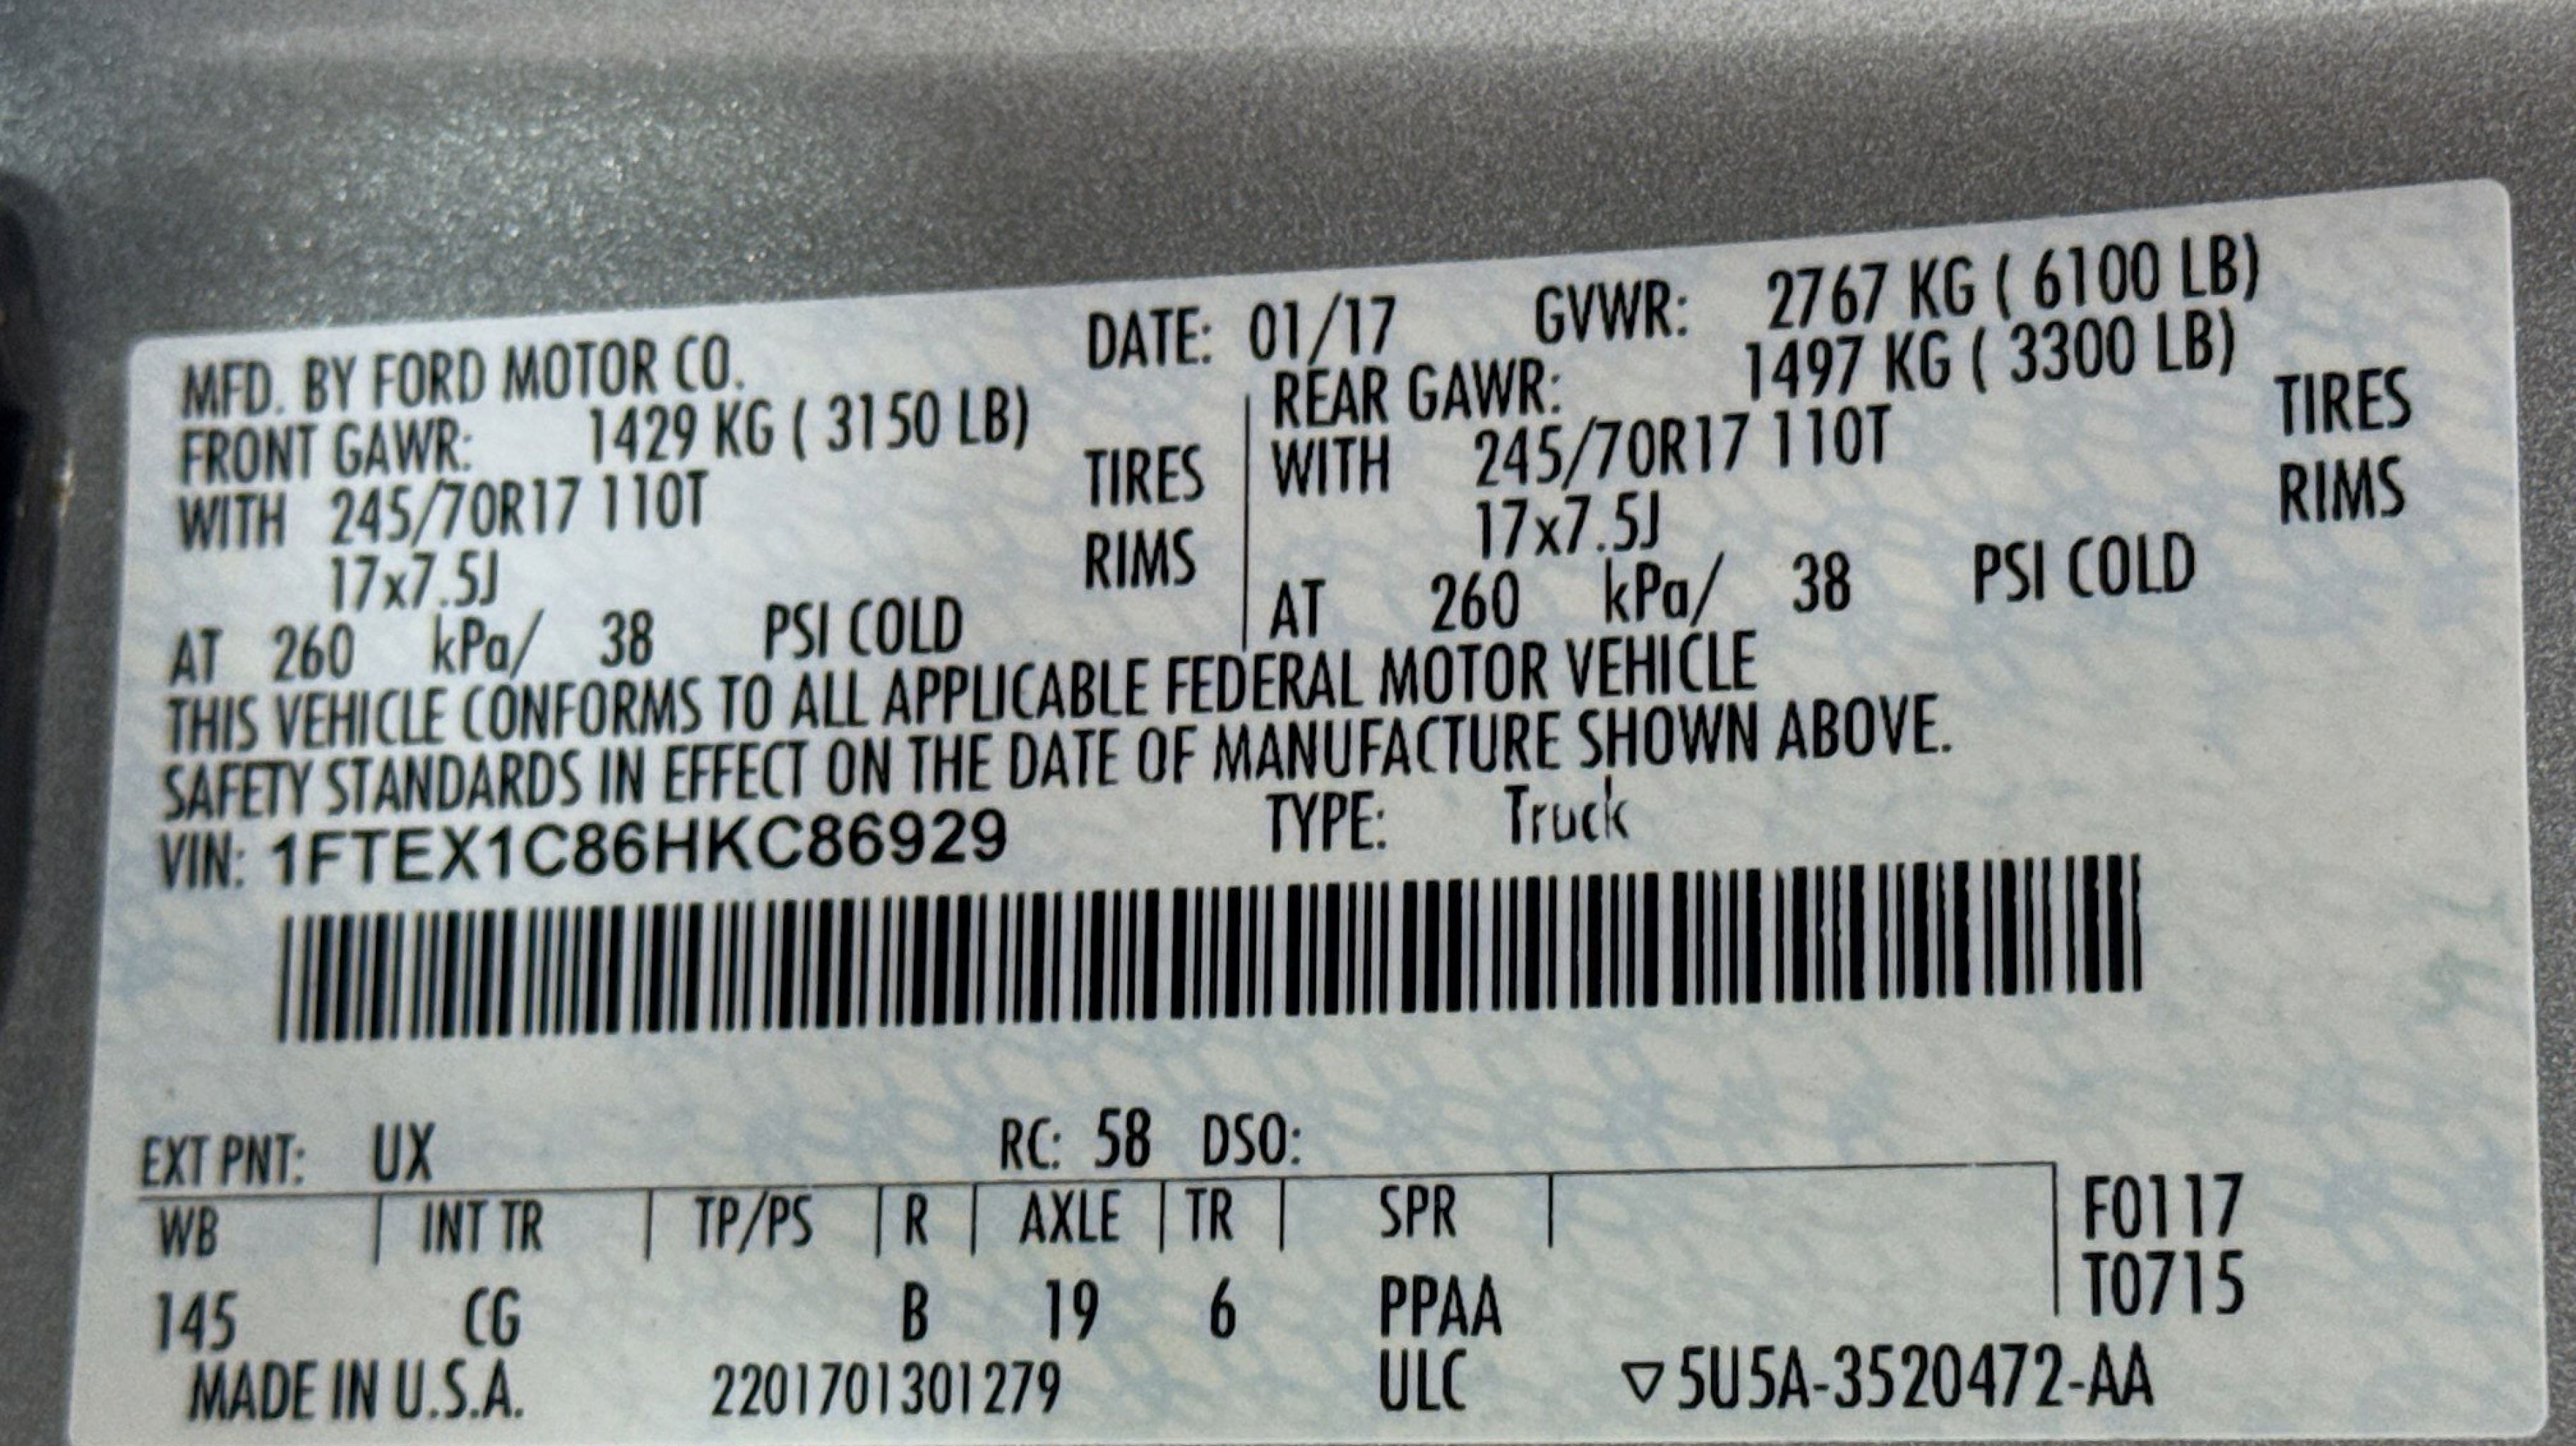 MFD. BY FORD MOTOR CO. DATE: 01/17 GVWR: 2767 KG ( 6100 LB)
FRONT GAWR: 1429 KG ( 3150 LB) REAR GAWR: 1497 KG ( 3300 LB)
WITH 245/70R17 110T TIRES WITH 245/70R17 110T TIRES
17x7.5J RIMS 17x7.5J RIMS
AT 260 kPa/ 38 PSI COLD AT 260 kPa/ 38 PSI COLD
THIS VEHICLE CONFORMS TO ALL APPLICABLE FEDERAL MOTOR VEHICLE
SAFETY STANDARDS IN EFFECT ON THE DATE OF MANUFACTURE SHOWN ABOVE.
VIN: 1FTEX1C86HKC86929 TYPE: Truck
EXT PNT: UX RC: 58 DSO:
WB INT TR TP/PS R AXLE TR SPR F0117
T0715
145 CG B 19 6 PPAA
MADE IN U.S.A. 2201701301279 ULC ▽5U5A-3520472-AA